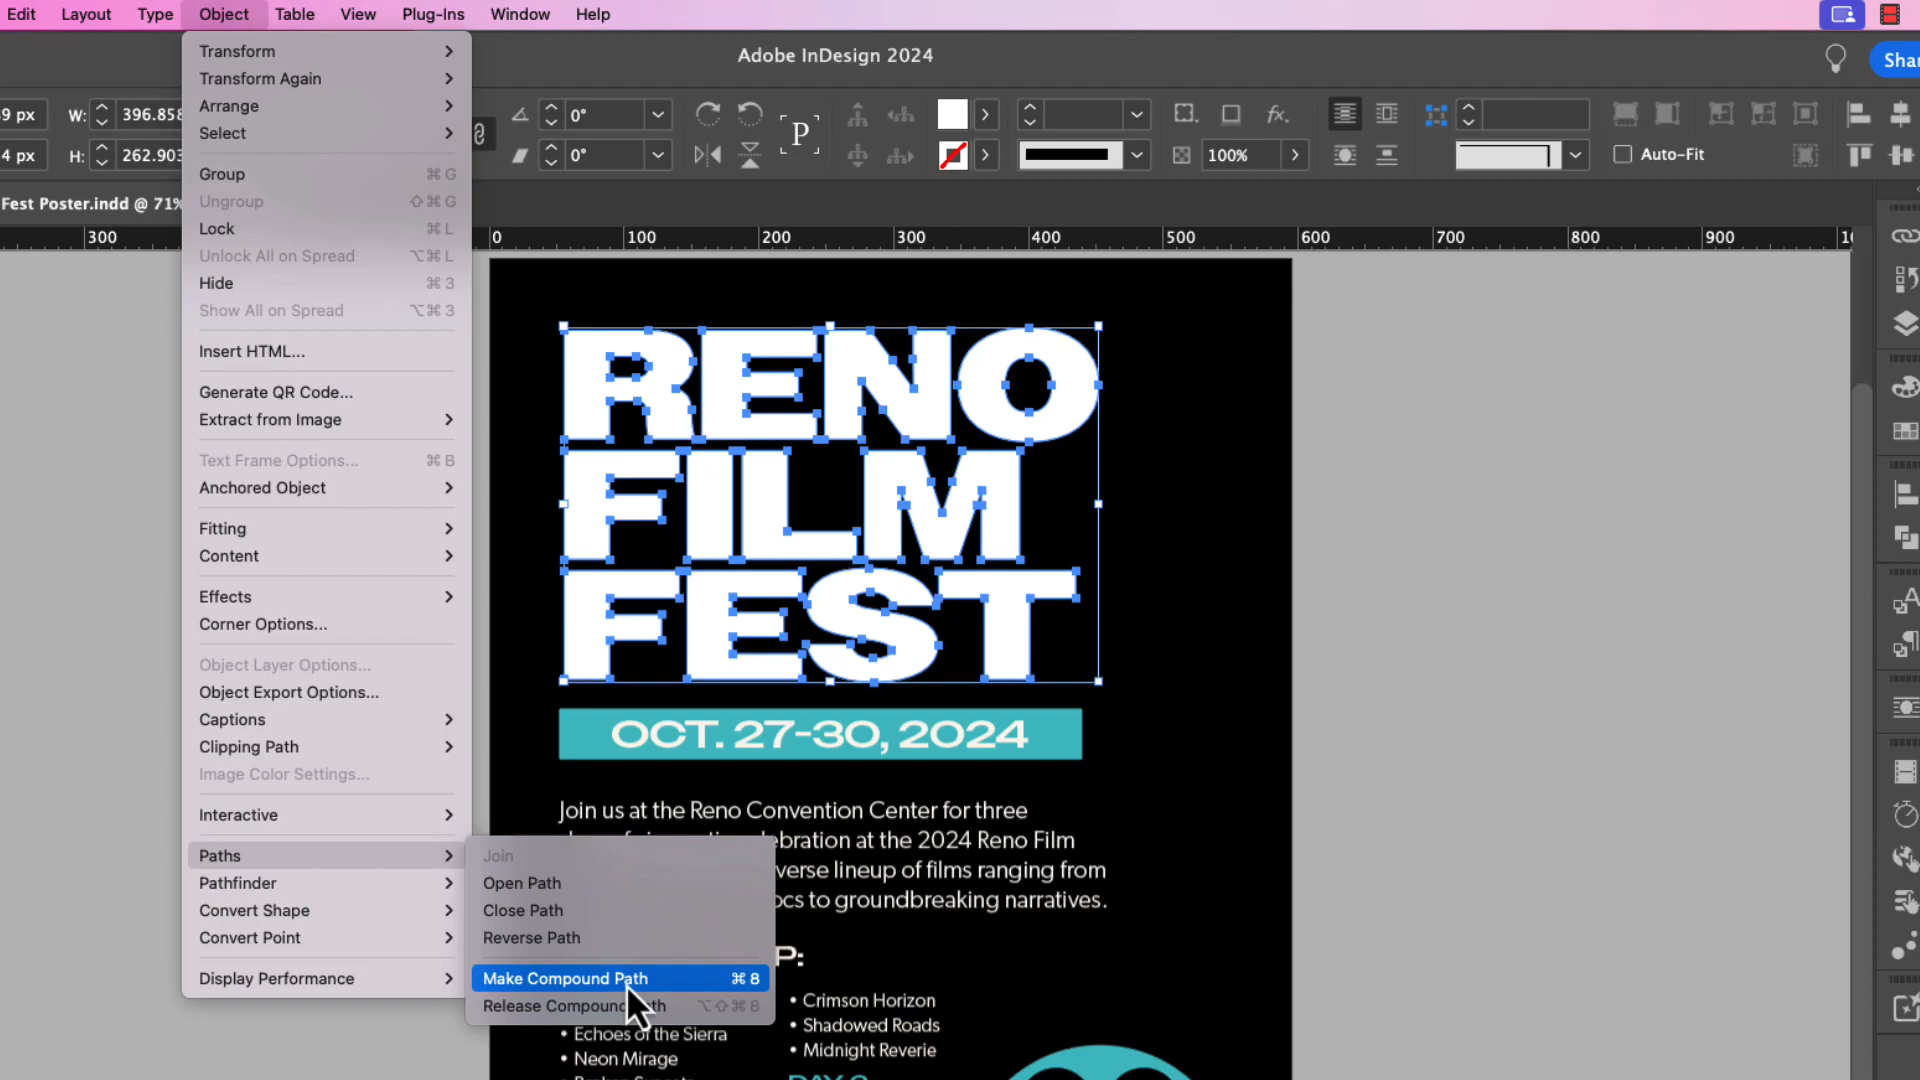 Edit Layout Type Object Table View Plug-Ins Window Help
Adobe InDesign 2024
W: 396.858 0°
4 px H: 262.903 0° 100% Auto-Fit
Fest Poster.indd @ 71%
300 0 100 200 300 400 500 600 700 800 900
Transform
Transform Again
Arrange
Select
Group ⌘ G
Ungroup ⇧⌘ G
Lock ⌘ L
Unlock All on Spread ⌥⌘ L
Hide ⌘ 3
Show All on Spread ⌥⌘ 3
Insert HTML...
Generate QR Code...
Extract from Image
Text Frame Options... ⌘ B
Anchored Object
Fitting
Content
Effects
Corner Options...
Object Layer Options...
Object Export Options...
Captions
Clipping Path
Image Color Settings...
Interactive
Paths
Pathfinder
Convert Shape
Convert Point
Display Performance
Join
Open Path
Close Path
Reverse Path
Make Compound Path ⌘ 8
Release Compound ⌥⇧⌘ 8
RENO
FILM
FEST
OCT. 27-30, 2024
Join us at the Reno Convention Center for three
at the 2024 Reno Film
lineup of films ranging from
to groundbreaking narratives.
• Crimson Horizon
• Shadowed Roads
• Midnight Reverie
• Echoes of the Sierra
• Neon Mirage